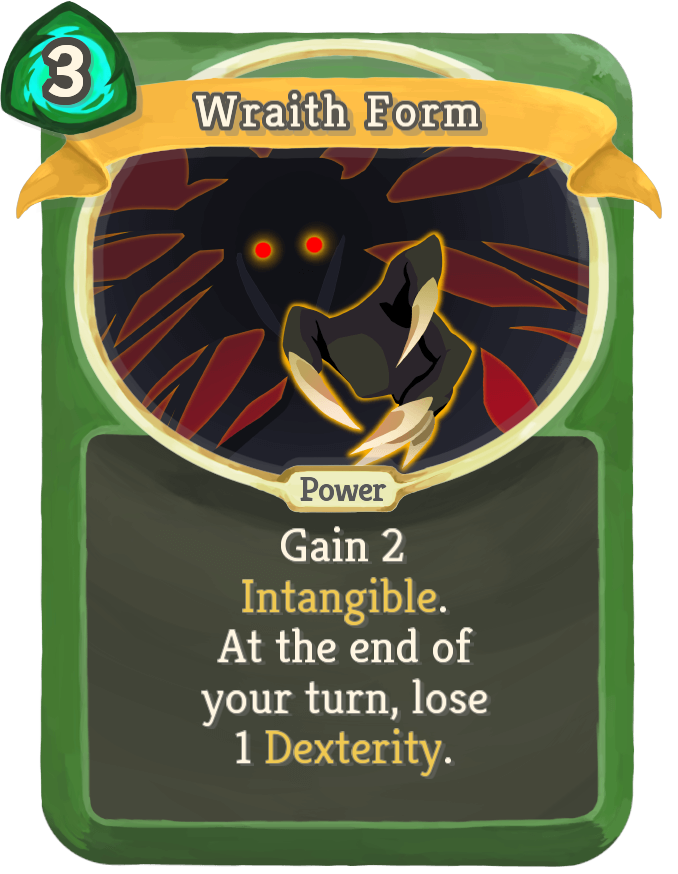 3
Wraith Form
Power
Gain 2
Intangible.
At the end of
your turn, lose
1 Dexterity.